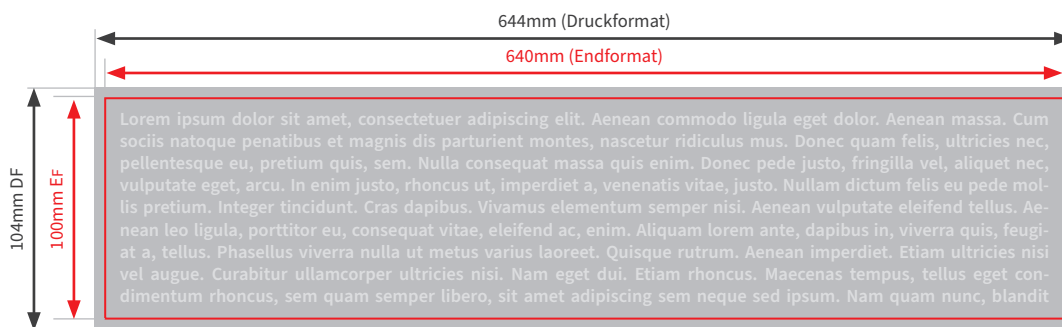 644mm (Druckformat)
640mm (Endformat)
104mm DF
100mm EF
Lorem ipsum dolor sit amet, consectetuer adipiscing elit. Aenean commodo ligula eget dolor. Aenean massa. Cum
sociis natoque penatibus et magnis dis parturient montes, nascetur ridiculus mus. Donec quam felis, ultricies nec,
pellentesque eu, pretium quis, sem. Nulla consequat massa quis enim. Donec pede justo, fringilla vel, aliquet nec,
vulputate eget, arcu. In enim justo, rhoncus ut, imperdiet a, venenatis vitae, justo. Nullam dictum felis eu pede mol-
lis pretium. Integer tincidunt. Cras dapibus. Vivamus elementum semper nisi. Aenean vulputate eleifend tellus. Ae-
nean leo ligula, porttitor eu, consequat vitae, eleifend ac, enim. Aliquam lorem ante, dapibus in, viverra quis, feugi-
at a, tellus. Phasellus viverra nulla ut metus varius laoreet. Quisque rutrum. Aenean imperdiet. Etiam ultricies nisi
vel augue. Curabitur ullamcorper ultricies nisi. Nam eget dui. Etiam rhoncus. Maecenas tempus, tellus eget con-
dimentum rhoncus, sem quam semper libero, sit amet adipiscing sem neque sed ipsum. Nam quam nunc, blandit